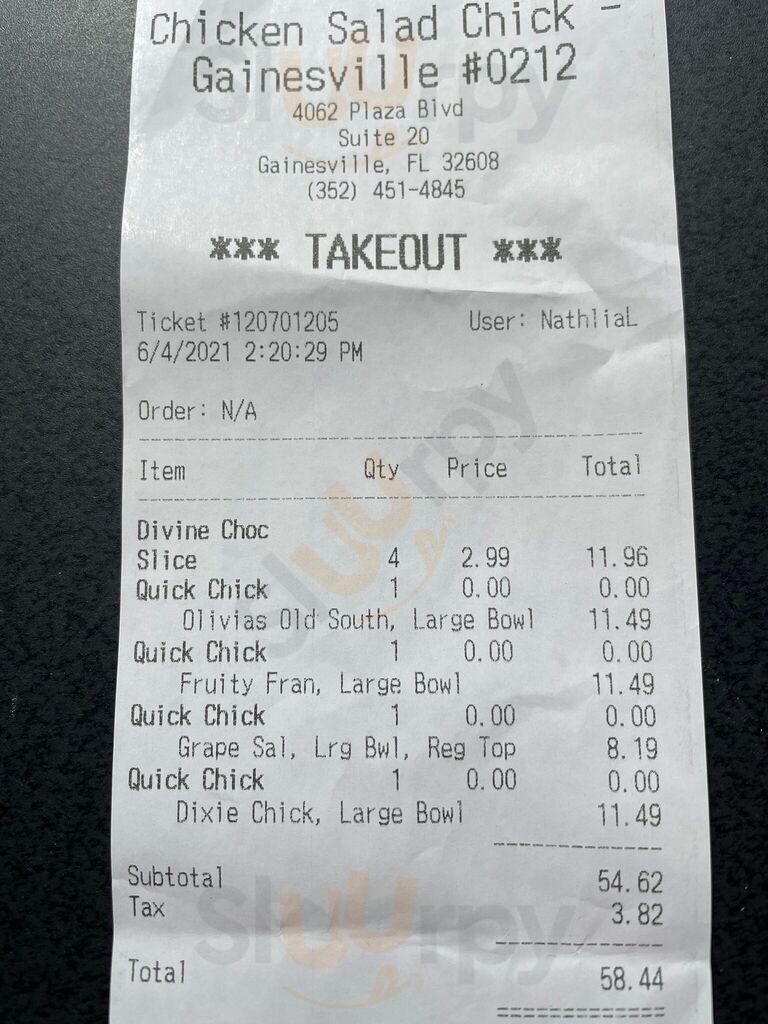 Chicken Salad Chick -
Gainesville #0212
4062 Plaza Blvd
Suite 20
Gainesville, FL 32608
(352) 451-4845
*** TAKEOUT ***
Ticket #120701205 User: NathliaL
6/4/2021 2:20:29 PM
Order: N/A
Item Qty Price Total
Divine Choc
Slice 4 2.99 11.96
Quick Chick 1 0.00 0.00
Olivias Old South, Large Bowl 11.49
Quick Chick 1 0.00 0.00
Fruity Fran, Large Bowl 11.49
Quick Chick 1 0.00 0.00
Grape Sal, Lrg Bwl, Reg Top 8.19
Quick Chick 1 0.00 0.00
Dixie Chick, Large Bowl 11.49
Subtotal 54.62
Tax 3.82
Total 58.44
Sluurpy
Sluurpy
Sluurpy